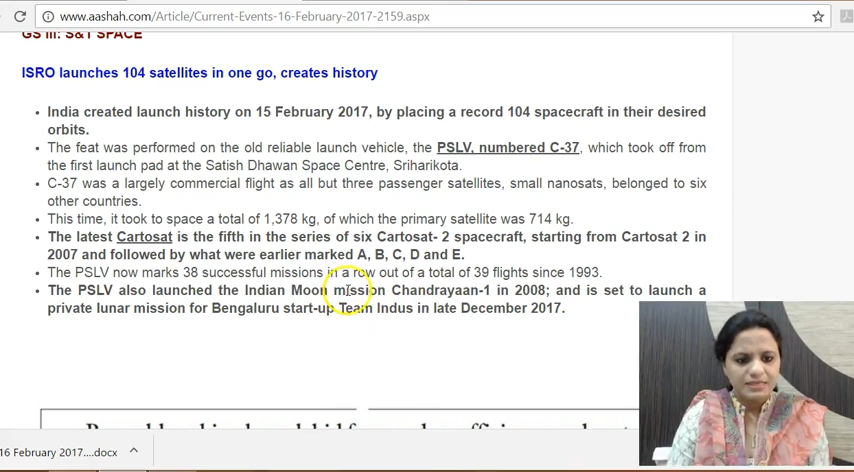 www.aashah.com/Article/Current-Events-16-February-2017-2159.aspx
GS III: S&T SPACE
ISRO launches 104 satellites in one go, creates history
India created launch history on 15 February 2017, by placing a record 104 spacecraft in their desired
orbits.
The feat was performed on the old reliable launch vehicle, the PSLV, numbered C-37, which took off from
the first launch pad at the Satish Dhawan Space Centre, Sriharikota.
C-37 was a largely commercial flight as all but three passenger satellites, small nanosats, belonged to six
other countries.
This time, it took to space a total of 1,378 kg, of which the primary satellite was 714 kg.
The latest Cartosat is the fifth in the series of six Cartosat- 2 spacecraft, starting from Cartosat 2 in
2007 and followed by what were earlier marked A, B, C, D and E.
The PSLV now marks 38 successful missions in a row out of a total of 39 flights since 1993.
The PSLV also launched the Indian Moon mission Chandrayaan-1 in 2008; and is set to launch a
private lunar mission for Bengaluru start-up Team Indus in late December 2017.
16 February 2017....docx